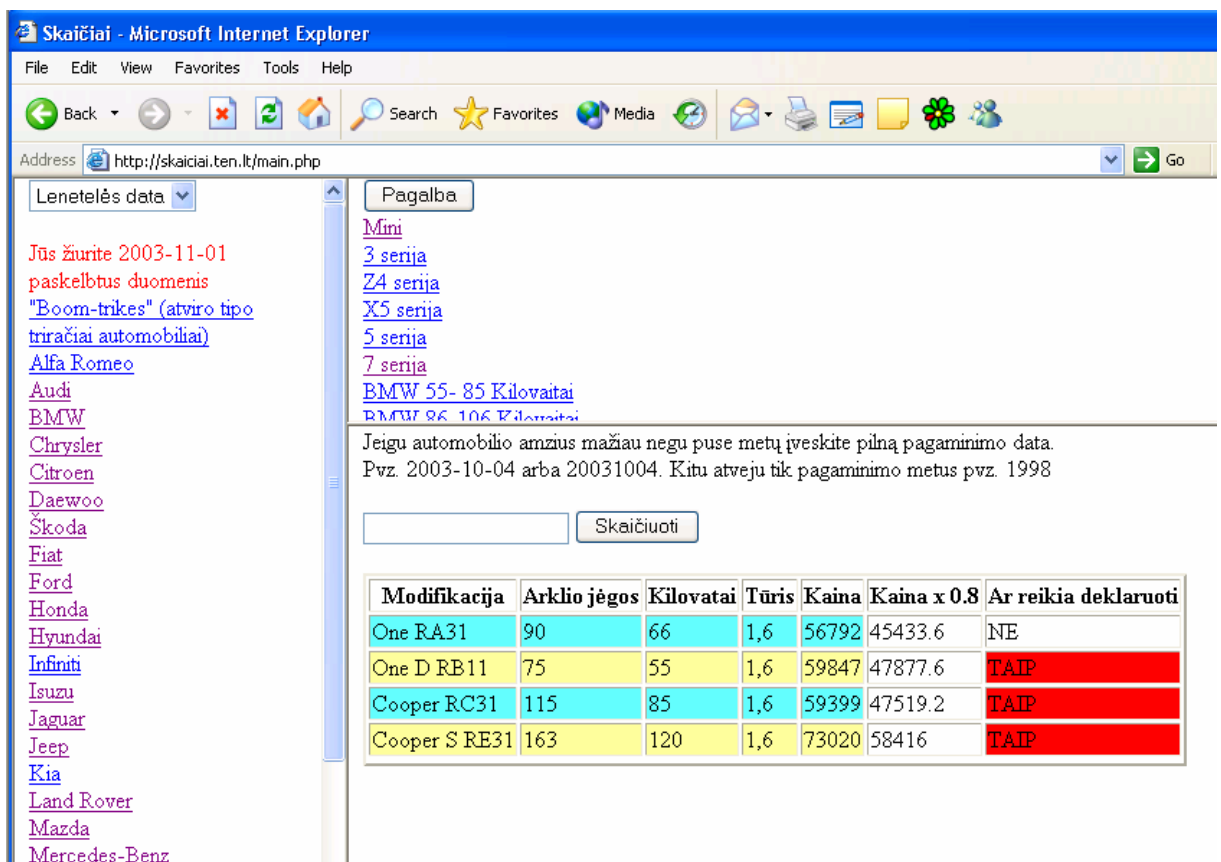 Skaičiai - Microsoft Internet Explorer
File Edit View Favorites Tools Help
Back Search Favorites Media
Address http://skaiciai.ten.lt/main.php Go
Lenetelės data
Jūs žiurite 2003-11-01
paskelbtus duomenis
"Boom-trikes" (atviro tipo
triračiai automobiliai)
Alfa Romeo
Audi
BMW
Chrysler
Citroen
Daewoo
Škoda
Fiat
Ford
Honda
Hyundai
Infiniti
Isuzu
Jaguar
Jeep
Kia
Land Rover
Mazda
Mercedes-Benz
Pagalba
Mini
3 serija
Z4 serija
X5 serija
5 serija
7 serija
BMW 55- 85 Kilovaitai
BMW 86-106 Kilovaitai
Jeigu automobilio amzius mažiau negu puse metų įveskite pilną pagaminimo data.
Pvz. 2003-10-04 arba 20031004. Kitu atveju tik pagaminimo metus pvz. 1998
Skaičiuoti
Modifikacija Arklio jėgos Kilovatai Tūris Kaina Kaina x 0.8 Ar reikia deklaruoti
One RA31 90 66 1,6 56792 45433.6 NE
One D RB11 75 55 1,6 59847 47877.6 TAIP
Cooper RC31 115 85 1,6 59399 47519.2 TAIP
Cooper S RE31 163 120 1,6 73020 58416 TAIP